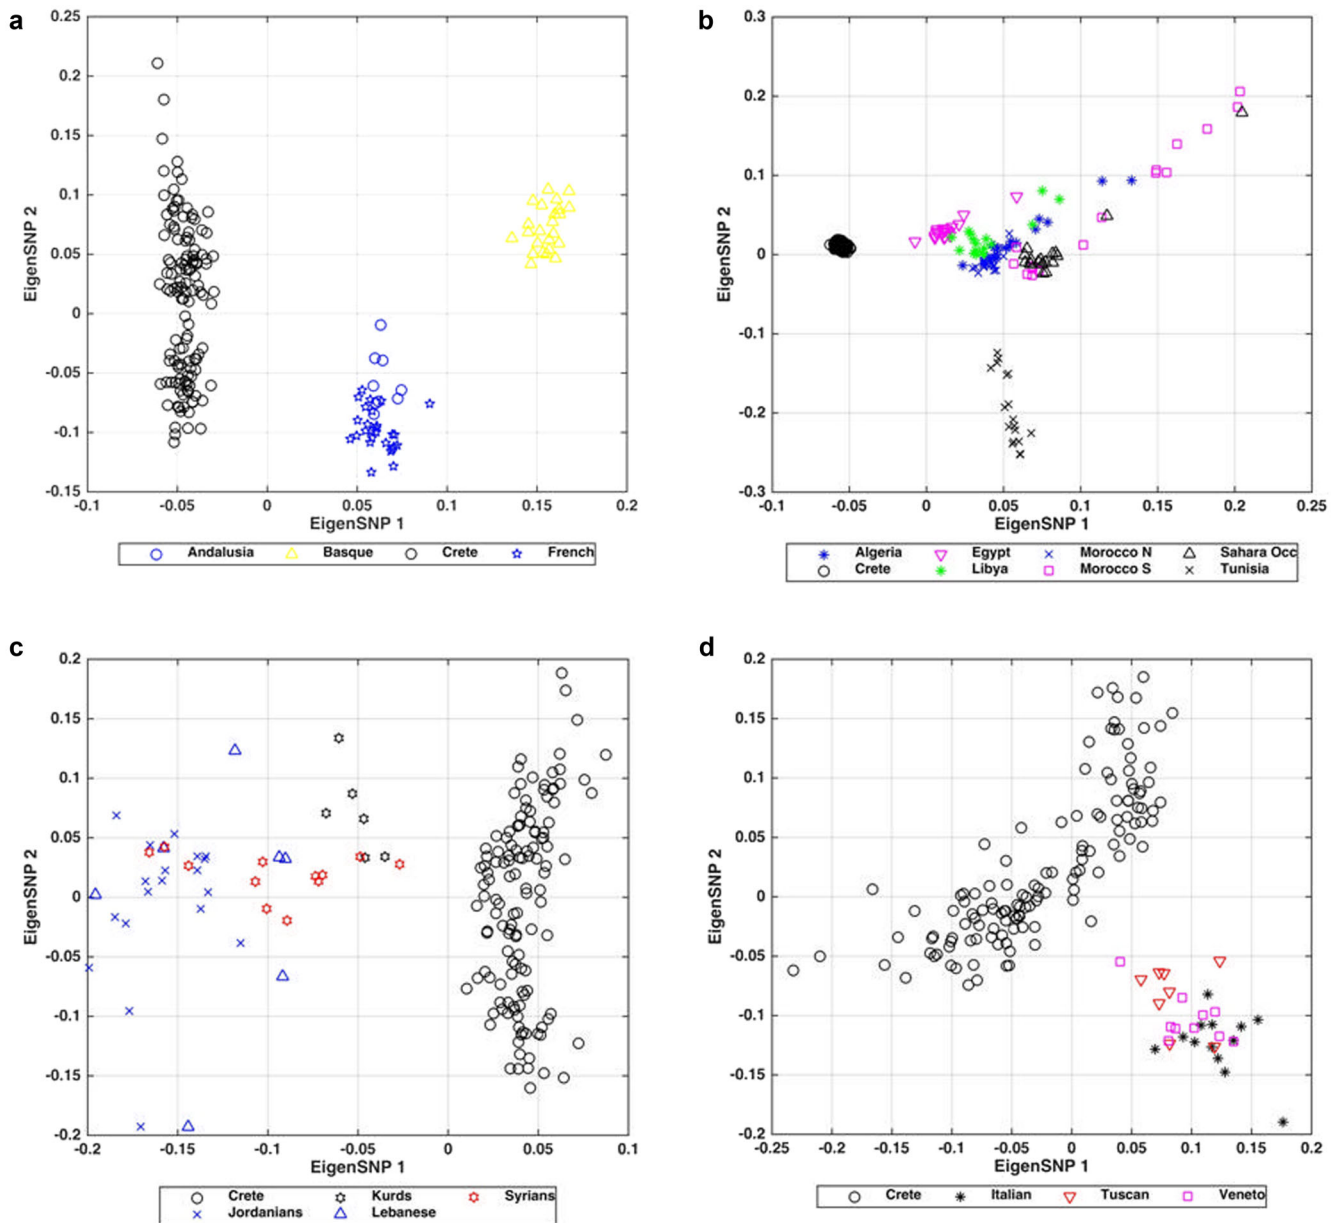 a
0.25
0.2
0.15
0.1
0.05
0
-0.05
-0.1
-0.15
EigenSNP 2
-0.1 -0.05 0 0.05 0.1 0.15 0.2
EigenSNP 1
Andalusia Basque Crete French
b
0.3
0.2
0.1
0
-0.1
-0.2
-0.3
EigenSNP 2
-0.1 -0.05 0 0.05 0.1 0.15 0.2 0.25
EigenSNP 1
Algeria Egypt Morocco N Sahara Occ
Crete Libya Morocco S Tunisia
c
0.2
0.15
0.1
0.05
0
-0.05
-0.1
-0.15
-0.2
EigenSNP 2
-0.2 -0.15 -0.1 -0.05 0 0.05 0.1
EigenSNP 1
Crete Kurds Syrians
Jordanians Lebanese
d
0.2
0.15
0.1
0.05
0
-0.05
-0.1
-0.15
-0.2
EigenSNP 2
-0.25 -0.2 -0.15 -0.1 -0.05 0 0.05 0.1 0.15 0.2
EigenSNP 1
Crete Italian Tuscan Veneto